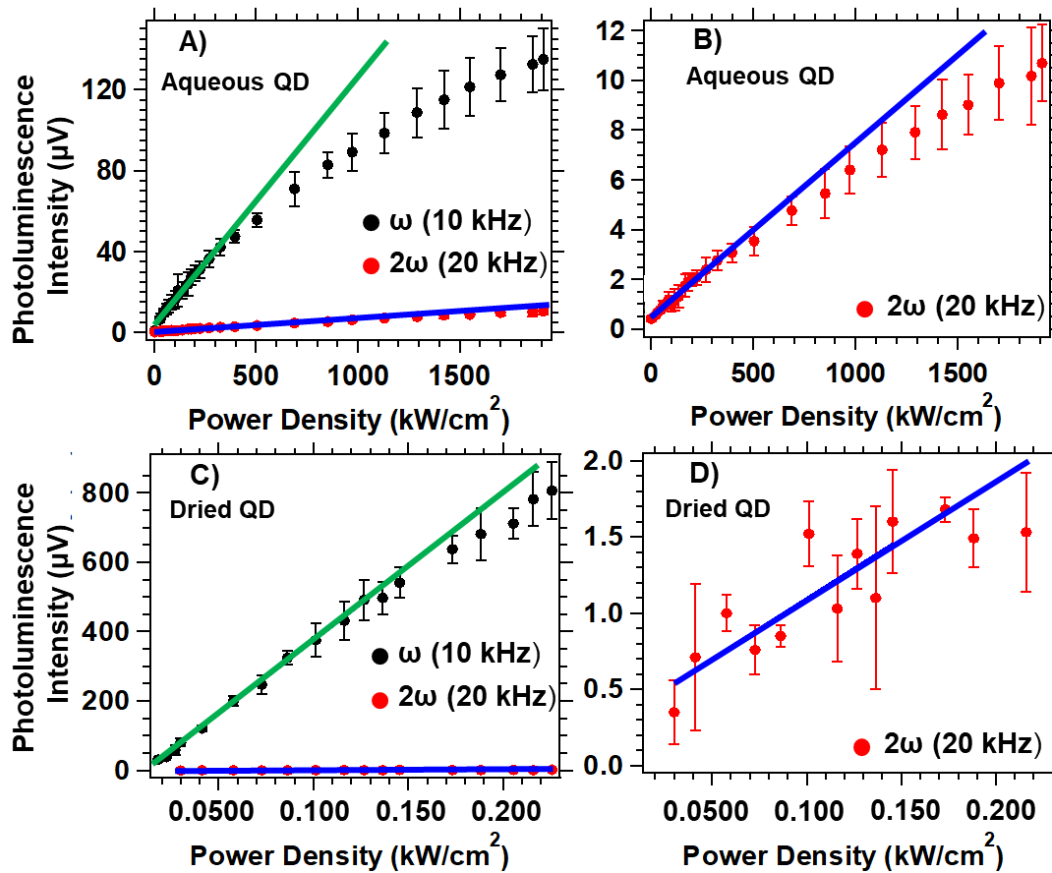 A)
Aqueous QD
Photoluminescence
Intensity (µV)
120
80
40
0
ω (10 kHz)
2ω (20 kHz)
0 500 1000 1500
Power Density (kW/cm²)
B)
Aqueous QD
12
10
8
6
4
2
0
2ω (20 kHz)
0 500 1000 1500
Power Density (kW/cm²)
C)
Dried QD
Photoluminescence
Intensity (µV)
800
600
400
200
0
ω (10 kHz)
2ω (20 kHz)
0.0500 0.100 0.150 0.200
Power Density (kW/cm²)
D)
Dried QD
2.0
1.5
1.0
0.5
0.0
2ω (20 kHz)
0.0500 0.100 0.150 0.200
Power Density (kW/cm²)